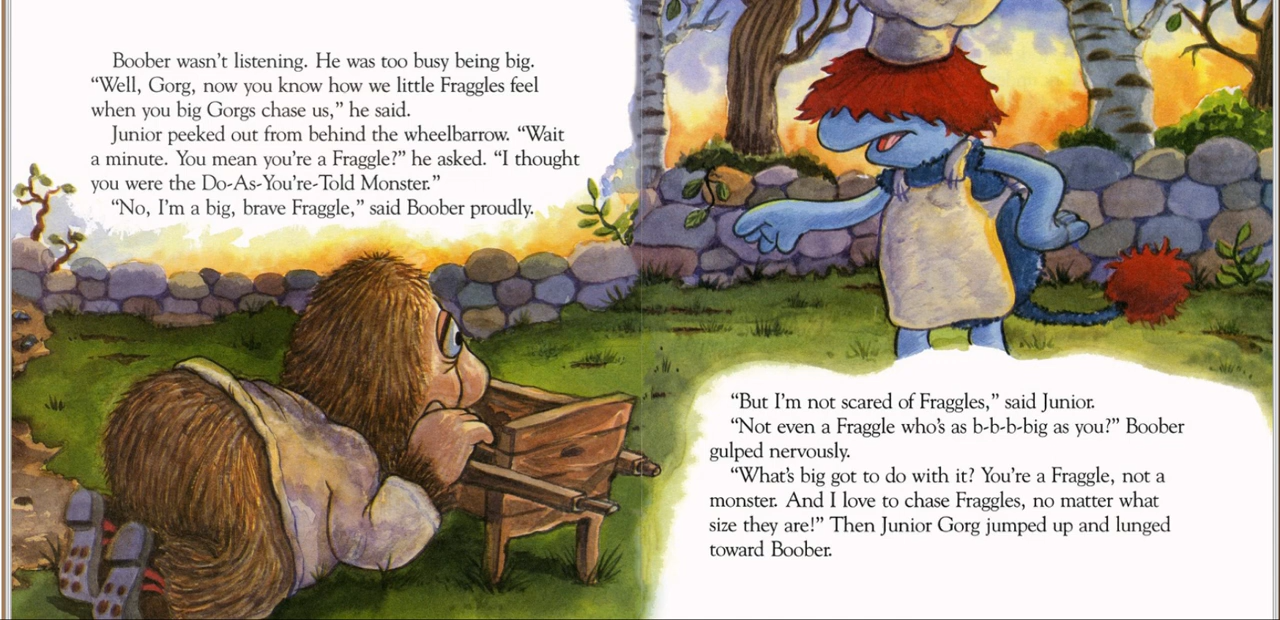 Boober wasn't listening. He was too busy being big.
“Well, Gorg, now you know how we little Fraggles feel
when you big Gorgs chase us,” he said.
Junior peeked out from behind the wheelbarrow. “Wait
a minute. You mean you're a Fraggle?” he asked. “I thought
you were the Do-As-You're-Told Monster.”
“No, I'm a big, brave Fraggle,” said Boober proudly.
“But I'm not scared of Fraggles,” said Junior.
“Not even a Fraggle who's as b-b-b-big as you?” Boober
gulped nervously.
“What's big got to do with it? You're a Fraggle, not a
monster. And I love to chase Fraggles, no matter what
size they are!” Then Junior Gorg jumped up and lunged
toward Boober.